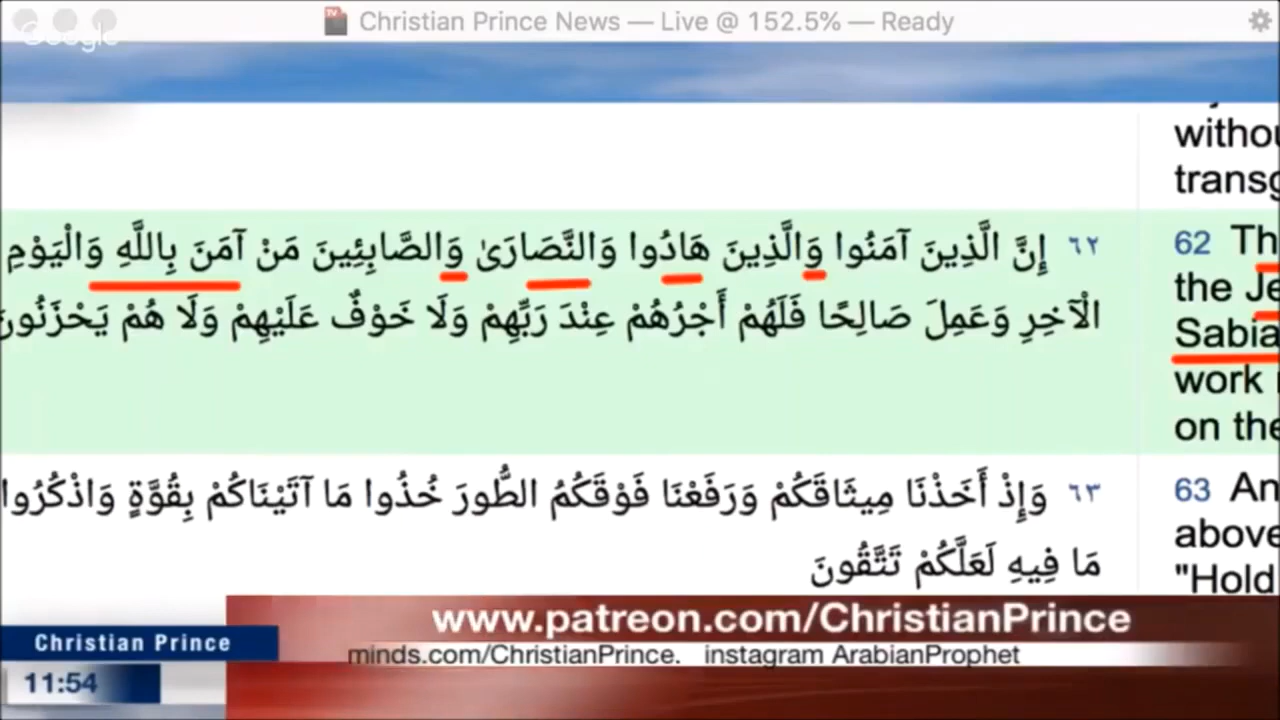 Google
Christian Prince News — Live @ 152.5% — Ready
٦٢ إِنَّ الَّذِينَ آمَنُوا وَالَّذِينَ هَادُوا وَالنَّصَارَىٰ وَالصَّابِئِينَ مَنْ آمَنَ بِاللَّهِ وَالْيَوْمِ
الْآخِرِ وَعَمِلَ صَالِحًا فَلَهُمْ أَجْرُهُمْ عِنْدَ رَبِّهِمْ وَلَا خَوْفٌ عَلَيْهِمْ وَلَا هُمْ يَحْزَنُونَ
٦٣ وَإِذْ أَخَذْنَا مِيثَاقَكُمْ وَرَفَعْنَا فَوْقَكُمُ الطُّورَ خُذُوا مَا آتَيْنَاكُمْ بِقُوَّةٍ وَاذْكُرُوا
مَا فِيهِ لَعَلَّكُمْ تَتَّقُونَ
withou
transg
62 Th
the Je
Sabia
work
on the
63 An
above
"Hold
www.patreon.com/ChristianPrince
minds.com/ChristianPrince. instagram ArabianProphet
Christian Prince
11:54